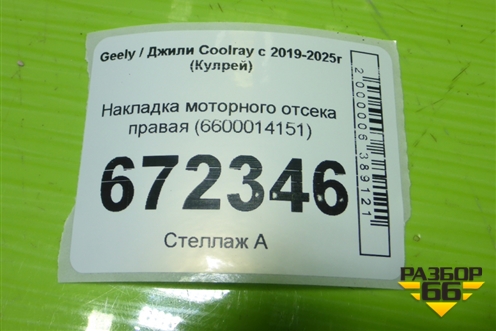 Geely / Джили Coolray с 2019-2025г
(Кулрей)
Накладка моторного отсека
правая (6600014151)
672346
Стеллаж А
2000006389121
РАЗБОР
66